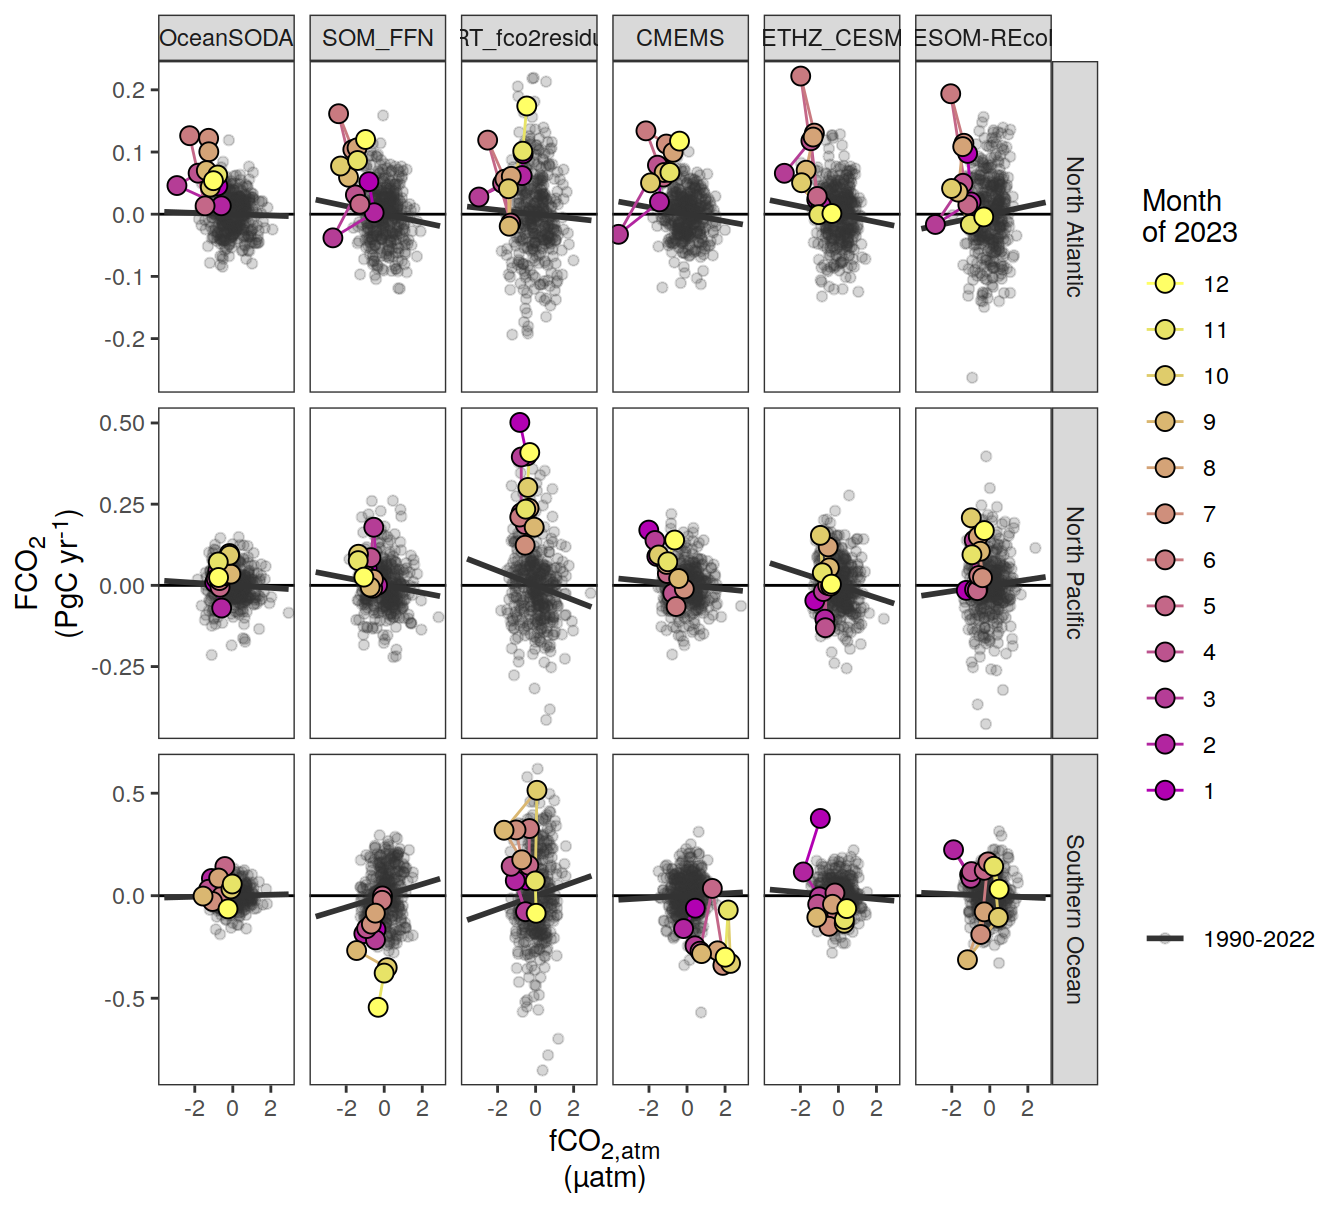 OceanSODA SOM_FFN RT_fco2residu CMEMS ETHZ_CESM ESOM-REcol
0.2
0.1
0.0
-0.1
-0.2
North Atlantic
0.50
0.25
0.00
-0.25
North Pacific
0.5
0.0
-0.5
Southern Ocean
-2 0 2 -2 0 2 -2 0 2 -2 0 2 -2 0 2 -2 0 2
FCO2
(PgC yr-1)
fCO2,atm
(µatm)
Month
of 2023
12
11
10
9
8
7
6
5
4
3
2
1
1990-2022